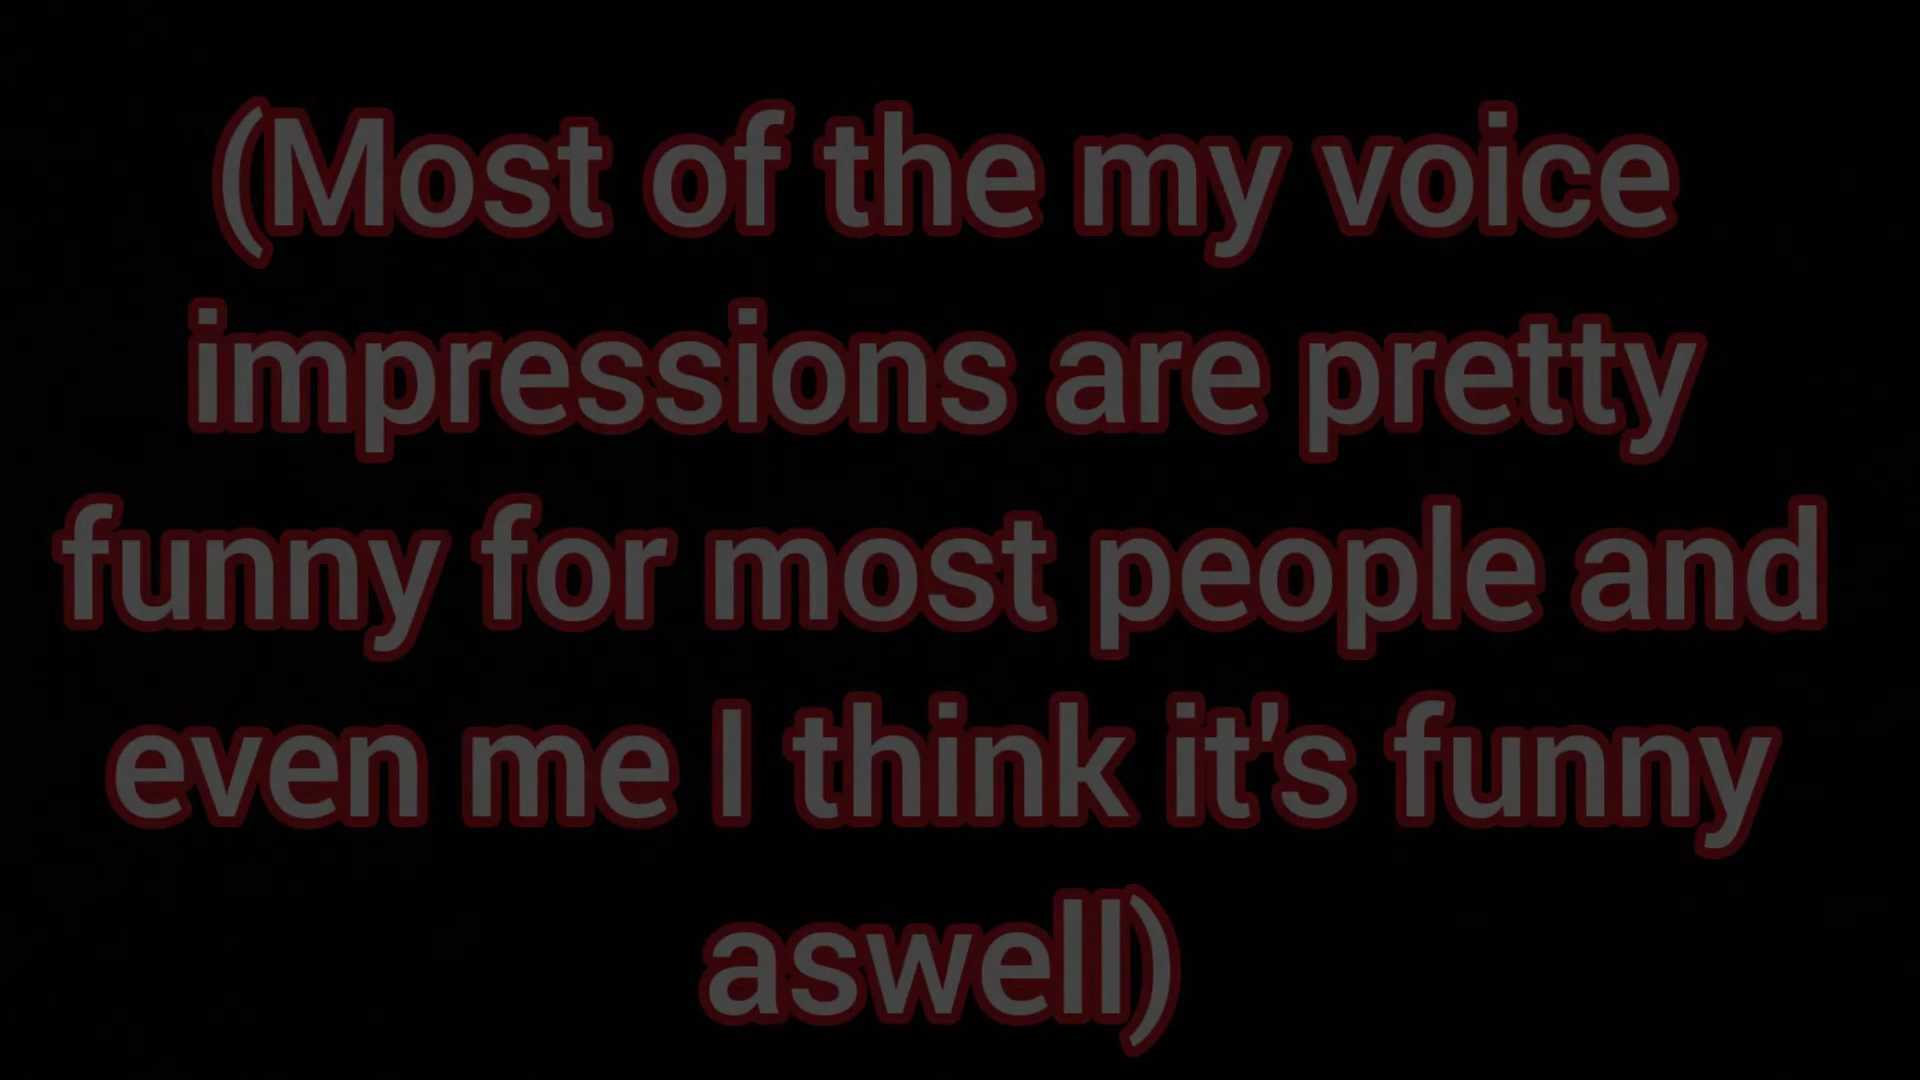 (Most of the my voice
impressions are pretty
funny for most people and
even me I think it's funny
aswell)